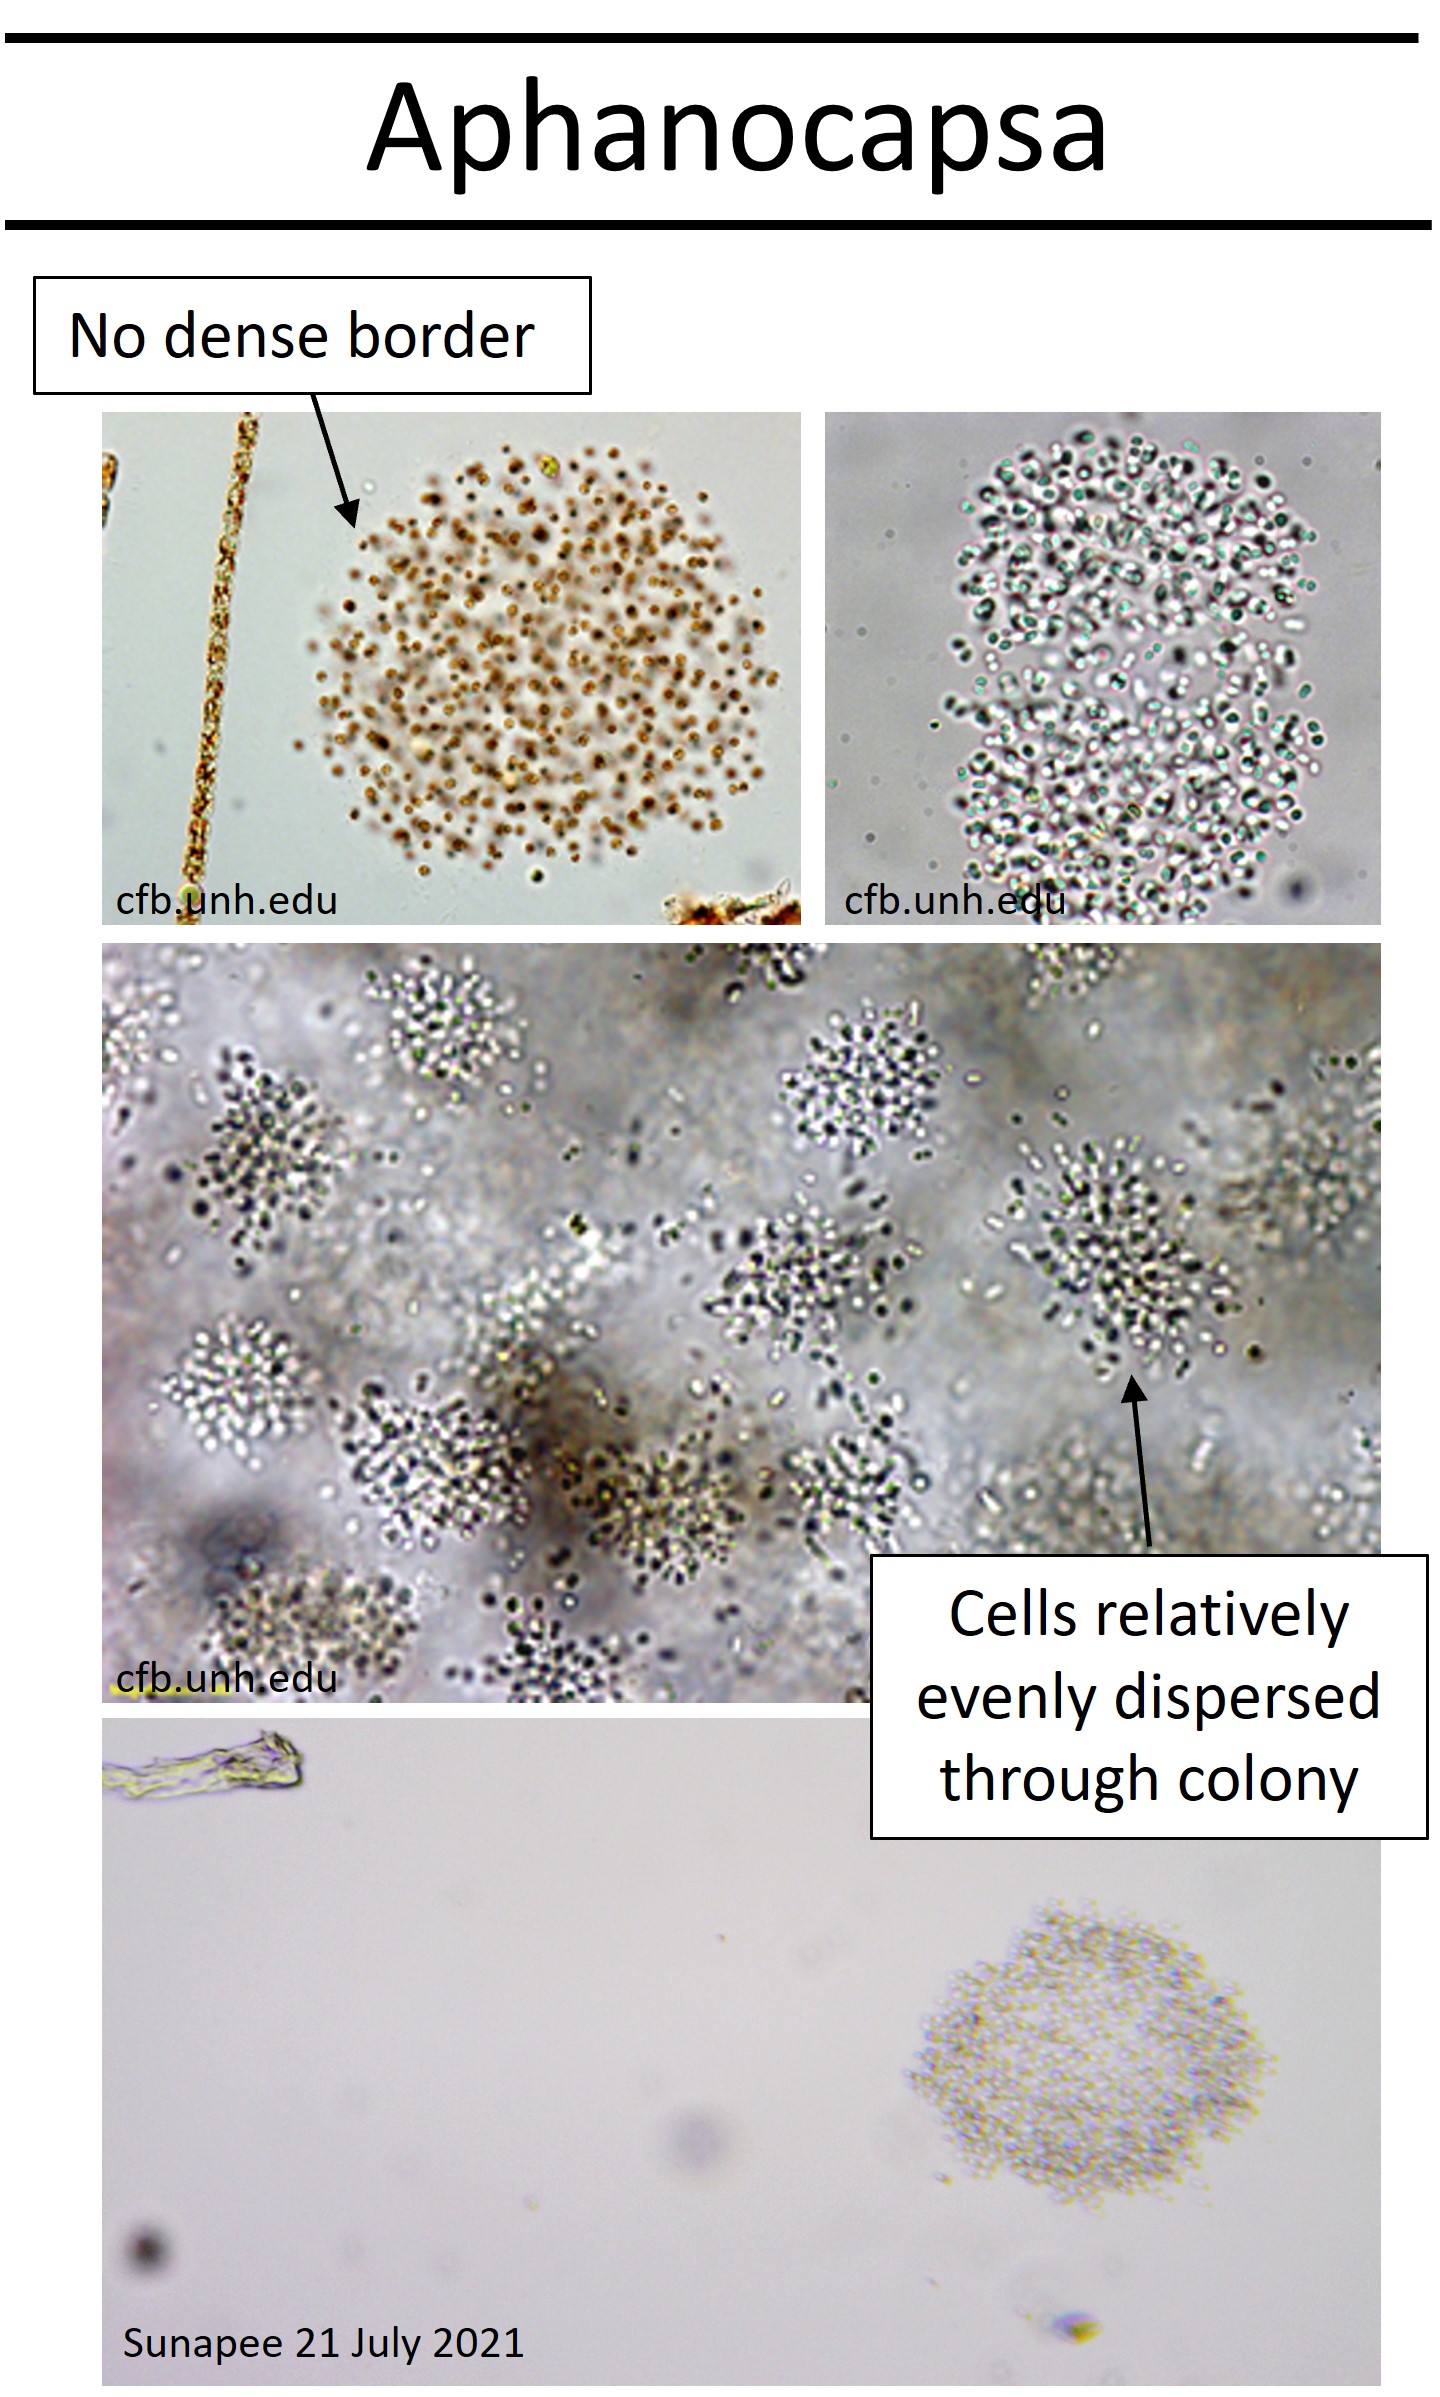 Aphanocapsa
No dense border
cfb.unh.edu
cfb.unh.edu
cfb.unh.edu
Cells relatively
evenly dispersed
through colony
Sunapee 21 July 2021